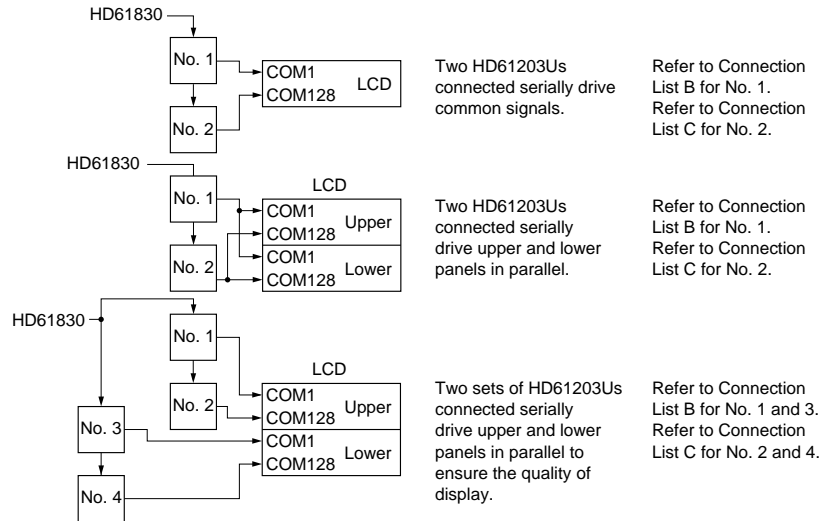 HD61830
No. 1
No. 2
COM1
COM128
LCD
Two HD61203Us
connected serially drive
common signals.
Refer to Connection
List B for No. 1.
Refer to Connection
List C for No. 2.
HD61830
No. 1
No. 2
LCD
COM1
COM128
Upper
COM1
COM128
Lower
Two HD61203Us
connected serially
drive upper and lower
panels in parallel.
Refer to Connection
List B for No. 1.
Refer to Connection
List C for No. 2.
HD61830
No. 1
No. 2
No. 3
No. 4
LCD
COM1
COM128
Upper
COM1
COM128
Lower
Two sets of HD61203Us
connected serially
drive upper and lower
panels in parallel to
ensure the quality of
display.
Refer to Connection
List B for No. 1 and 3.
Refer to Connection
List C for No. 2 and 4.